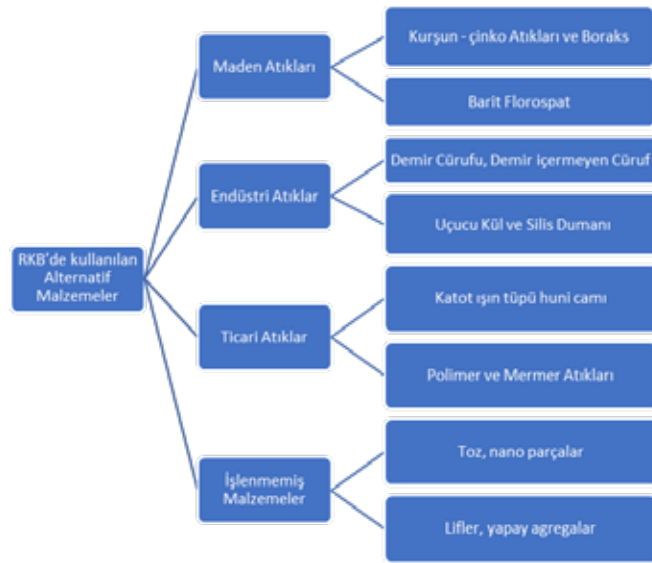 RKB'de kullanılan
Alternatif
Malzemeler
Maden Atıkları
Kurşun - çinko Atıkları ve Boraks
Barit Florospat
Endüstri Atıklar
Demir Cürufu, Demir içermeyen Cüruf
Uçucu Kül ve Silis Dumanı
Ticari Atıklar
Katot ışın tüpü huni camı
Polimer ve Mermer Atıkları
İşlenmemiş
Malzemeler
Toz, nano parçalar
Lifler, yapay agregalar